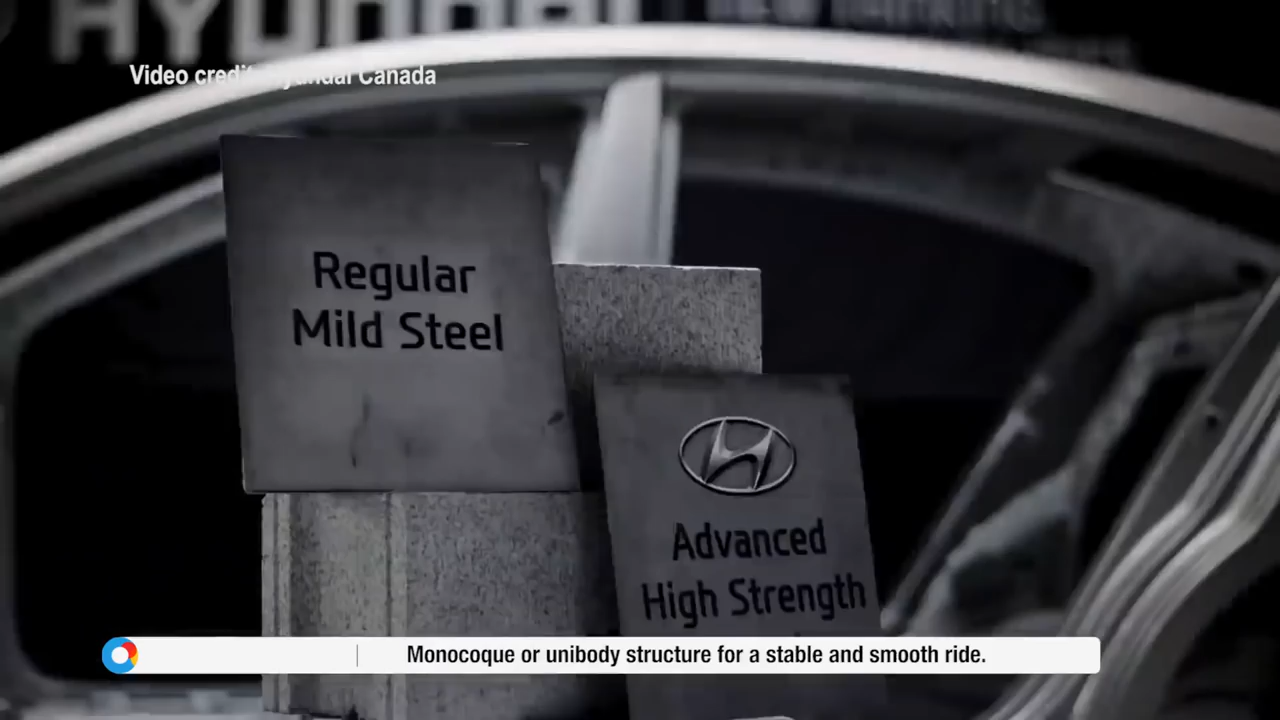 HYUNDAI
Video credit: Hyundai Canada
Regular
Mild Steel
Advanced
High Strength
Monocoque or unibody structure for a stable and smooth ride.